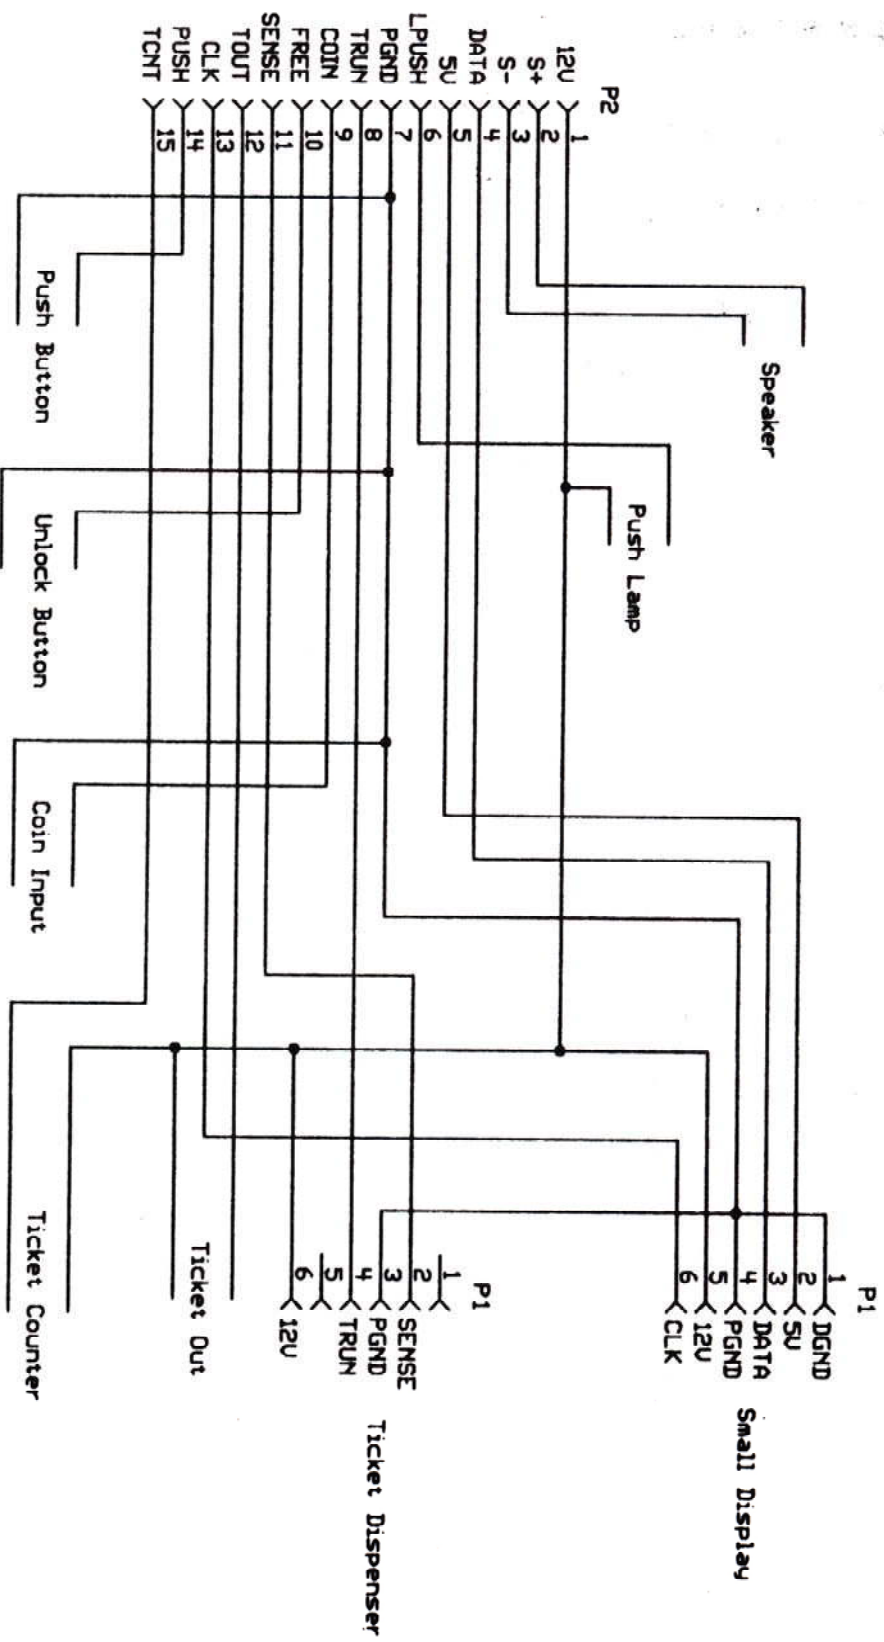 P2
12V 1
S+ 2
S- 3
DATA 4
5V 5
LPUSH 6
PGND 7
TRUN 8
COIN 9
FREE 10
SENSE 11
TOUT 12
CLK 13
PUSH 14
TCNT 15
Speaker
Push Lamp
Push Button
Unlock Button
Coin Input
P1
1 DGND
2 5V
3 DATA
4 PGND
5 12V
6 CLK
Small Display
P1
1
2 SENSE
3 PGND
4 TRUN
5
6 12V
Ticket Dispenser
Ticket Out
Ticket Counter